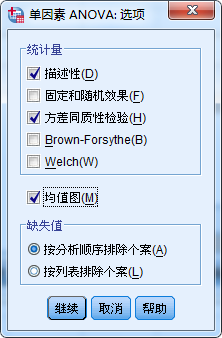 单因素 ANOVA: 选项
统计量
描述性(D)
固定和随机效果(F)
方差同质性检验(H)
Brown-Forsythe(B)
Welch(W)
均值图(M)
缺失值
按分析顺序排除个案(A)
按列表排除个案(L)
继续 取消 帮助